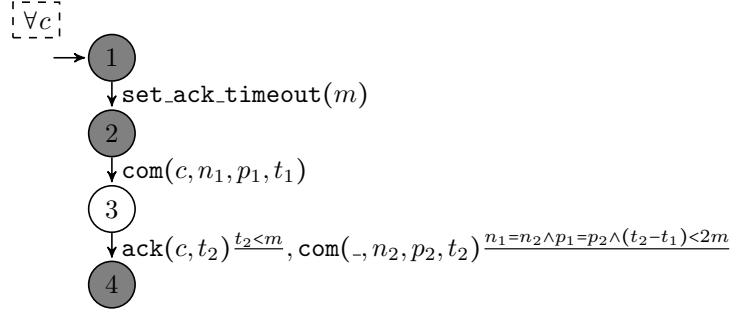 ∀c
1
set_ack_timeout(m)
2
com(c, n₁, p₁, t₁)
3
ack(c, t₂) t₂<m, com(_, n₂, p₂, t₂) n₁=n₂∧p₁=p₂∧(t₂−t₁)<2m
4